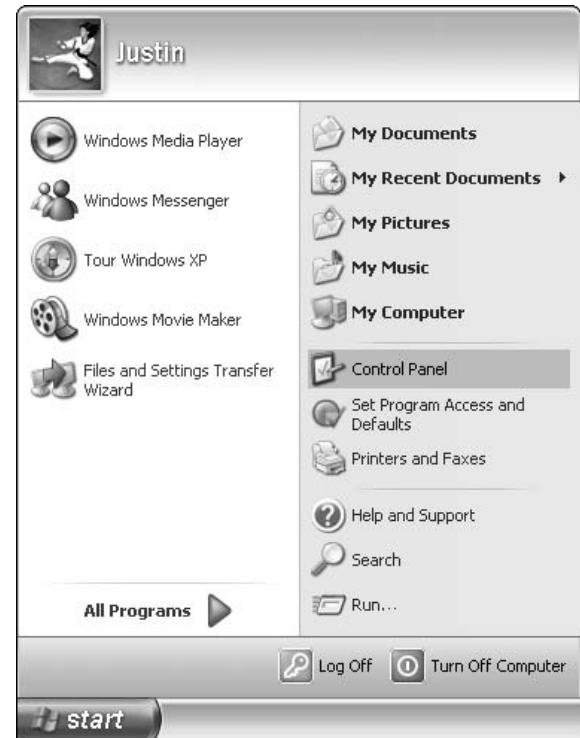 Justin
Windows Media Player
Windows Messenger
Tour Windows XP
Windows Movie Maker
Files and Settings Transfer
Wizard
All Programs
My Documents
My Recent Documents
My Pictures
My Music
My Computer
Control Panel
Set Program Access and
Defaults
Printers and Faxes
Help and Support
Search
Run...
Log Off
Turn Off Computer
start